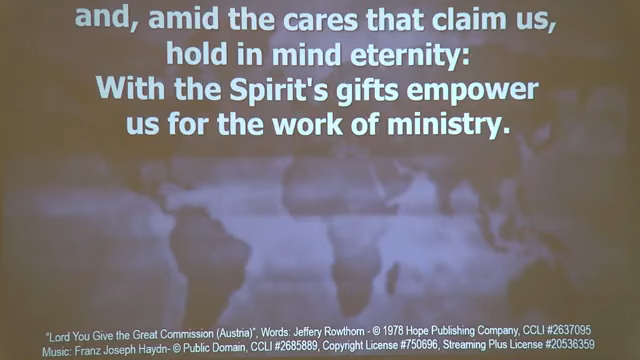 and, amid the cares that claim us,
hold in mind eternity:
With the Spirit's gifts empower
us for the work of ministry.
"Lord You Give the Great Commission (Austria)", Words: Jeffery Rowthorn - © 1978 Hope Publishing Company, CCLI #2637095
Music: Franz Joseph Haydn- © Public Domain, CCLI #2685889, Copyright License #750696, Streaming Plus License #20536359